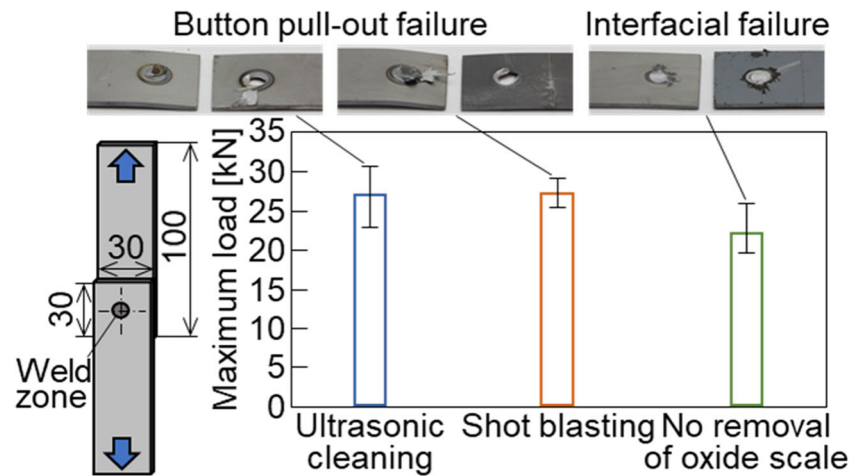 Button pull-out failure
Interfacial failure
100
30
30
Weld
zone
Maximum load [kN]
35
30
25
20
15
10
5
0
Ultrasonic
cleaning
Shot blasting
No removal
of oxide scale